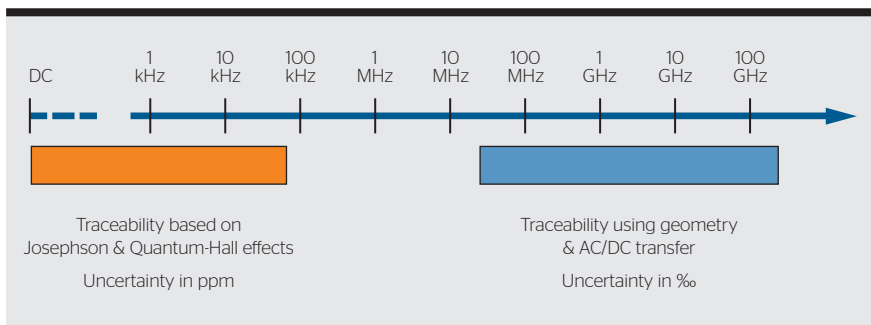 DC
1
kHz
10
kHz
100
kHz
1
MHz
10
MHz
100
MHz
1
GHz
10
GHz
100
GHz
Traceability based on
Josephson & Quantum-Hall effects
Uncertainty in ppm
Traceability using geometry
& AC/DC transfer
Uncertainty in ‰